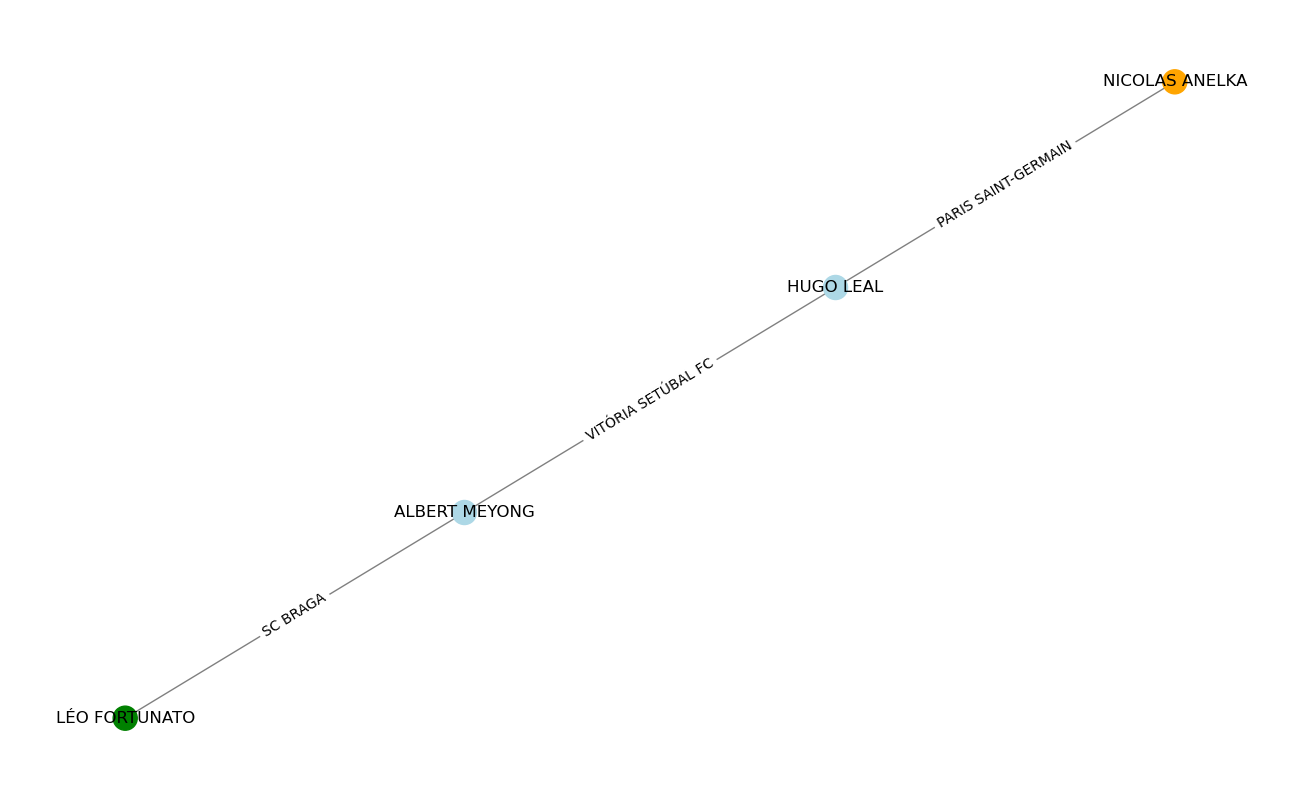 NICOLAS ANELKA
PARIS SAINT-GERMAIN
HUGO LEAL
VITÓRIA SETÚBAL FC
ALBERT MEYONG
SC BRAGA
LÉO FORTUNATO